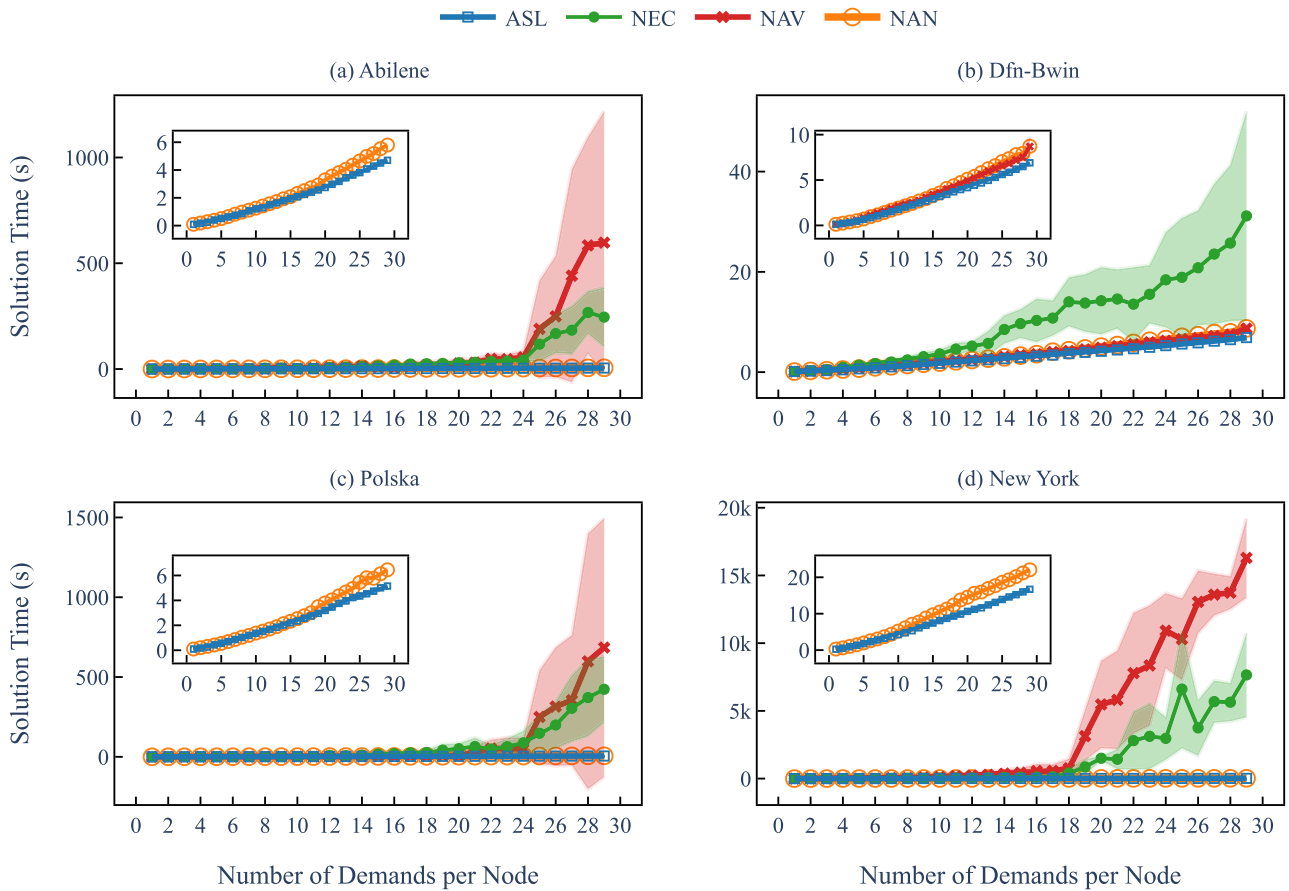 ASL NEC NAV NAN
(a) Abilene
Solution Time (s)
1000
500
0
6
4
2
0
0 5 10 15 20 25 30
0 2 4 6 8 10 12 14 16 18 20 22 24 26 28 30
(b) Dfn-Bwin
40
20
0
10
5
0
0 5 10 15 20 25 30
0 2 4 6 8 10 12 14 16 18 20 22 24 26 28 30
(c) Polska
Solution Time (s)
1500
1000
500
0
6
4
2
0
0 5 10 15 20 25 30
0 2 4 6 8 10 12 14 16 18 20 22 24 26 28 30
Number of Demands per Node
(d) New York
20k
15k
10k
5k
0
20
10
0
0 5 10 15 20 25 30
0 2 4 6 8 10 12 14 16 18 20 22 24 26 28 30
Number of Demands per Node